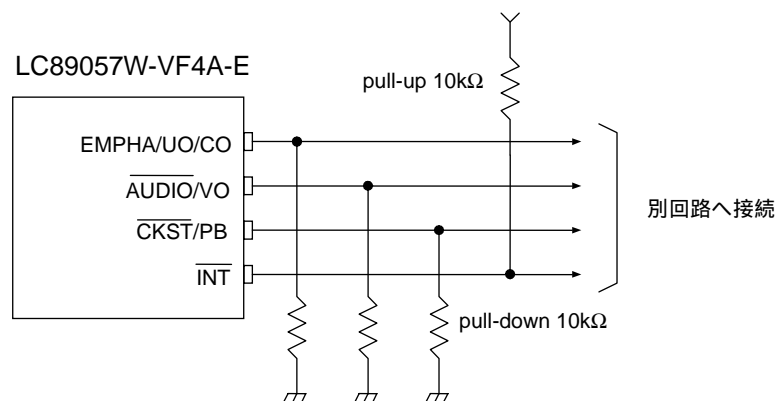 LC89057W-VF4A-E
pull-up 10kΩ
EMPHA/UO/CO
AUDIO/VO
CKST/PB
INT
別回路へ接続
pull-down 10kΩ